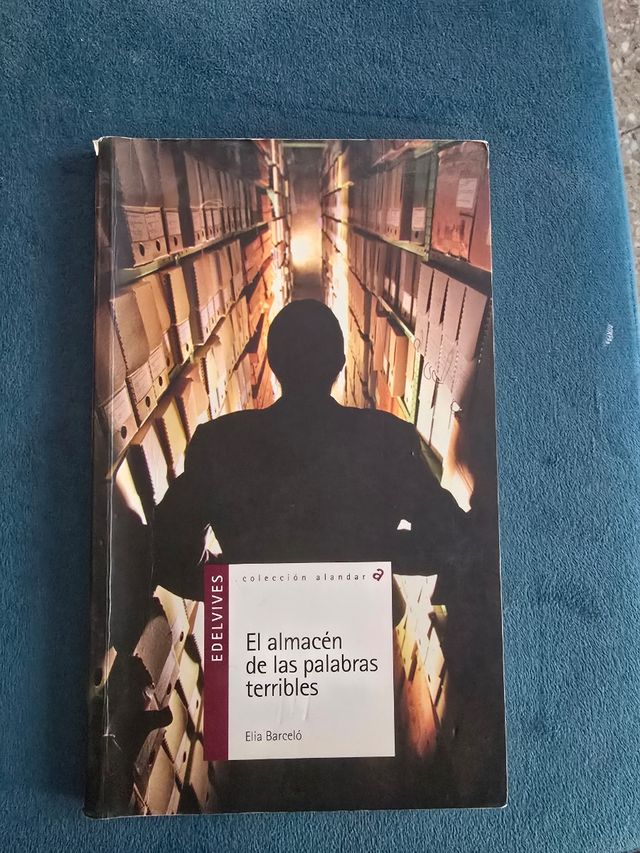 EDELVIVES
colección alandar
El almacén
de las palabras
terribles
Elia Barceló